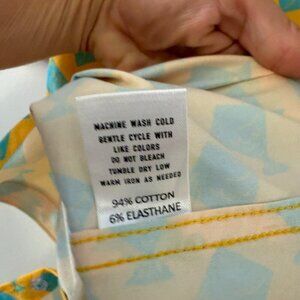 MACHINE WASH COLD
GENTLE CYCLE WITH
LIKE COLORS
DO NOT BLEACH
TUMBLE DRY LOW
WARM IRON AS NEEDED
94% COTTON
6% ELASTHANE